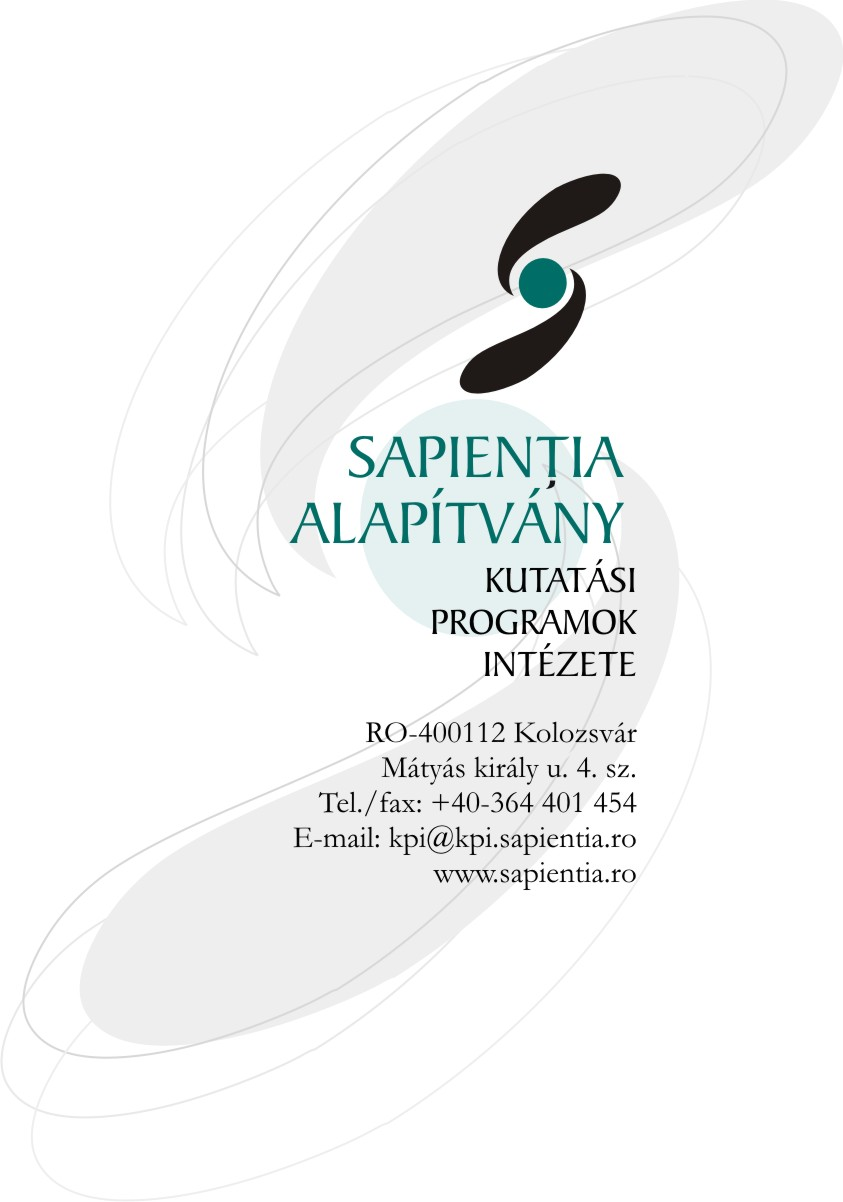 SAPIENȚIA
ALAPÍTVÁNY
KUTATÁSI
PROGRAMOK
INTÉZETE
RO-400112 Kolozsvár
Mátyás király u. 4. sz.
Tel./fax: +40-364 401 454
E-mail: kpi@kpi.sapientia.ro
www.sapientia.ro